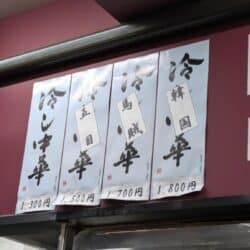 冷
韓国
華
1,800円
冷
馬賊
華
1,700円
冷
五目
華
1,500円
冷し中華
1,300円